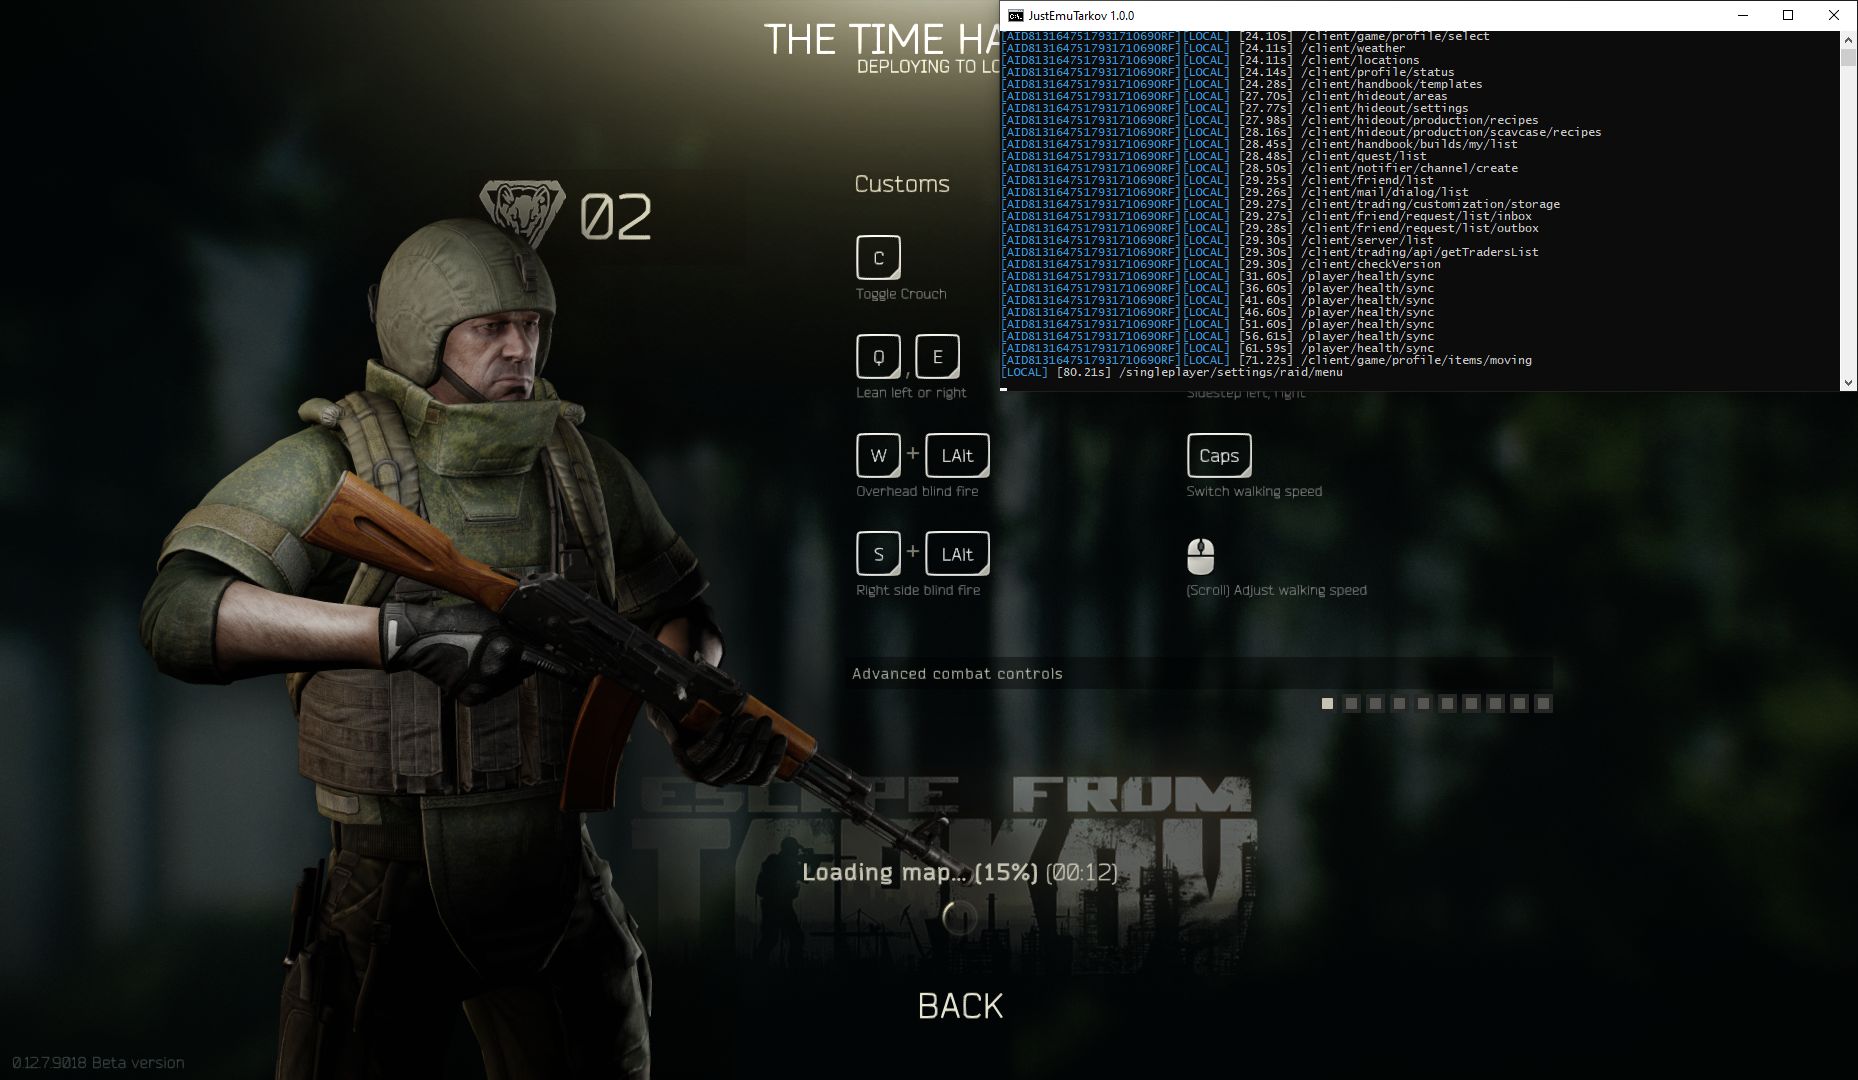 THE TIME HA
DEPLOYING TO LO
02
Customs
C
Toggle Crouch
Q , E
Lean left or right
Sidestep left, right
W + LAlt
Overhead blind fire
Caps
Switch walking speed
S + LAlt
Right side blind fire
(Scroll) Adjust walking speed
Advanced combat controls
ESCAPE FROM
TARKOV
Loading map... (15%) (00:12)
BACK
0.12.7.9018 Beta version
JustEmuTarkov 1.0.0
[AID8131647517931710690RF][LOCAL] [24.10s] /client/game/profile/select
[AID8131647517931710690RF][LOCAL] [24.11s] /client/weather
[AID8131647517931710690RF][LOCAL] [24.11s] /client/locations
[AID8131647517931710690RF][LOCAL] [24.14s] /client/profile/status
[AID8131647517931710690RF][LOCAL] [24.28s] /client/handbook/templates
[AID8131647517931710690RF][LOCAL] [27.70s] /client/hideout/areas
[AID8131647517931710690RF][LOCAL] [27.77s] /client/hideout/settings
[AID8131647517931710690RF][LOCAL] [27.98s] /client/hideout/production/recipes
[AID8131647517931710690RF][LOCAL] [28.16s] /client/hideout/production/scavcase/recipes
[AID8131647517931710690RF][LOCAL] [28.45s] /client/handbook/builds/my/list
[AID8131647517931710690RF][LOCAL] [28.48s] /client/quest/list
[AID8131647517931710690RF][LOCAL] [28.50s] /client/notifier/channel/create
[AID8131647517931710690RF][LOCAL] [29.25s] /client/friend/list
[AID8131647517931710690RF][LOCAL] [29.26s] /client/mail/dialog/list
[AID8131647517931710690RF][LOCAL] [29.27s] /client/trading/customization/storage
[AID8131647517931710690RF][LOCAL] [29.27s] /client/friend/request/list/inbox
[AID8131647517931710690RF][LOCAL] [29.28s] /client/friend/request/list/outbox
[AID8131647517931710690RF][LOCAL] [29.30s] /client/server/list
[AID8131647517931710690RF][LOCAL] [29.30s] /client/trading/api/getTradersList
[AID8131647517931710690RF][LOCAL] [29.30s] /client/checkVersion
[AID8131647517931710690RF][LOCAL] [31.60s] /player/health/sync
[AID8131647517931710690RF][LOCAL] [36.60s] /player/health/sync
[AID8131647517931710690RF][LOCAL] [41.60s] /player/health/sync
[AID8131647517931710690RF][LOCAL] [46.60s] /player/health/sync
[AID8131647517931710690RF][LOCAL] [51.60s] /player/health/sync
[AID8131647517931710690RF][LOCAL] [56.61s] /player/health/sync
[AID8131647517931710690RF][LOCAL] [61.59s] /player/health/sync
[AID8131647517931710690RF][LOCAL] [71.22s] /client/game/profile/items/moving
[LOCAL] [80.21s] /singleplayer/settings/raid/menu